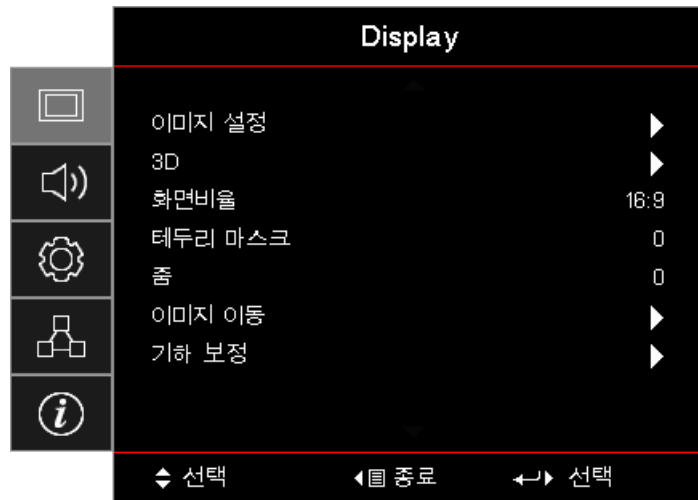 Display
이미지 설정
3D
화면비율 16:9
테두리 마스크 0
줌 0
이미지 이동
기하 보정
선택 종료 선택